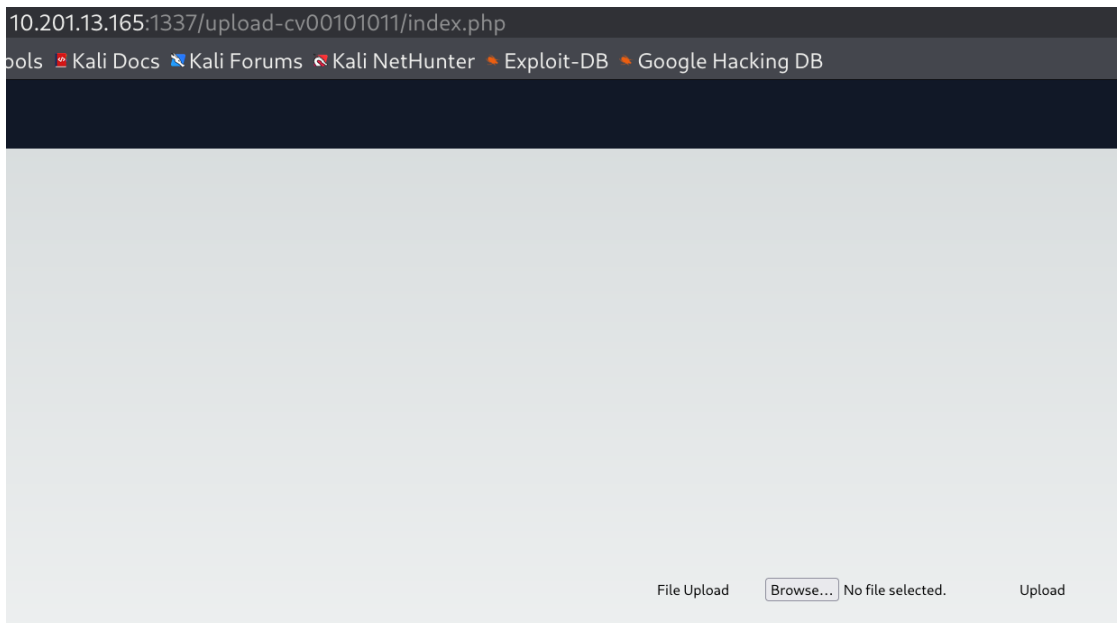 10.201.13.165:1337/upload-cv00101011/index.php
ools Kali Docs Kali Forums Kali NetHunter Exploit-DB Google Hacking DB
File Upload Browse... No file selected. Upload